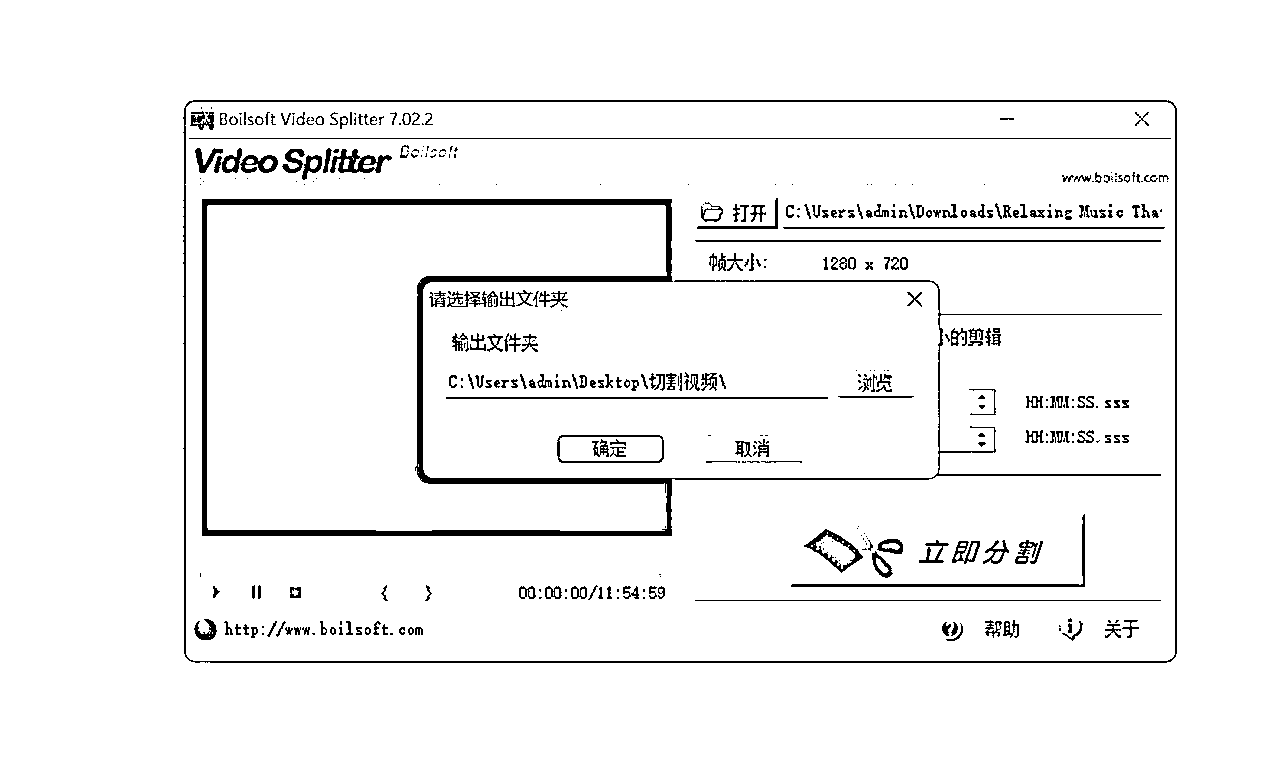 Boilsoft Video Splitter 7.02.2
Video Splitter Boilsoft
www.boilsoft.com
打开 C:\Users\admin\Downloads\Relaxing Music Tha
帧大小: 1280 x 720
请选择输出文件夹
输出文件夹
小的剪辑
C:\Users\admin\Desktop\切割视频\ 浏览
HH:MM:SS.sss
HH:MM:SS.sss
确定 取消
立即分割
00:00:00/11:54:59
http://www.boilsoft.com 帮助 关于